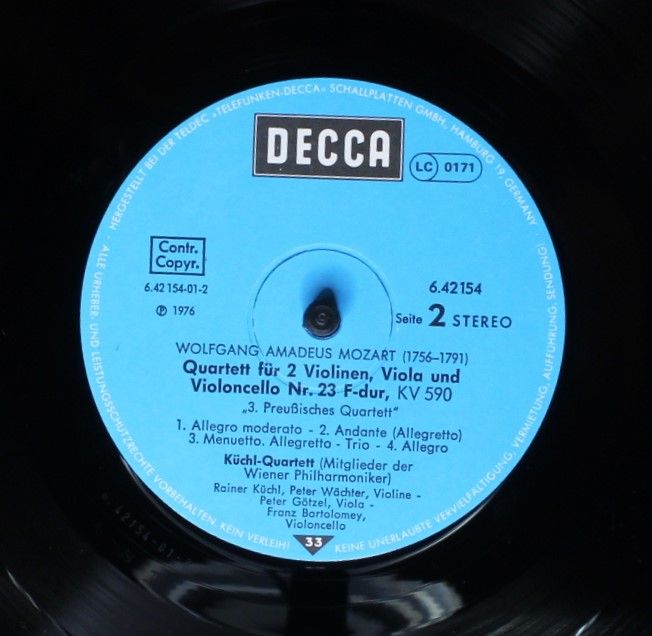 HERGESTELLT BEI DER TELDEC »TELEFUNKEN-DECCA« SCHALLPLATTEN GMBH, HAMBURG 19, GERMANY
DECCA
LC 0171
Contr.
Copyr.
6.42154-01-2
6.42154
℗ 1976
Seite 2 STEREO
WOLFGANG AMADEUS MOZART (1756–1791)
Quartett für 2 Violinen, Viola und
Violoncello Nr. 23 F-dur, KV 590
„3. Preußisches Quartett"
1. Allegro moderato - 2. Andante (Allegretto)
3. Menuetto. Allegretto - Trio - 4. Allegro
Küchl-Quartett (Mitglieder der
Wiener Philharmoniker)
Rainer Küchl, Peter Wächter, Violine -
Peter Götzel, Viola -
Franz Bartolomey,
Violoncello
33
ALLE URHEBER- UND LEISTUNGSSCHUTZRECHTE VORBEHALTEN. KEIN VERLEIH! KEINE UNERLAUBTE VERVIELFÄLTIGUNG, VERMIETUNG, AUFFÜHRUNG, SENDUNG!